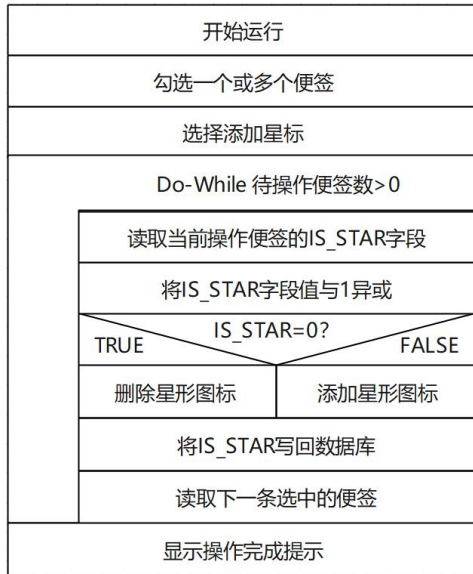 开始运行
勾选一个或多个便签
选择添加星标
Do-While 待操作便签数>0
读取当前操作便签的IS_STAR字段
将IS_STAR字段值与1异或
IS_STAR=0?
TRUE
FALSE
删除星形图标
添加星形图标
将IS_STAR写回数据库
读取下一条选中的便签
显示操作完成提示